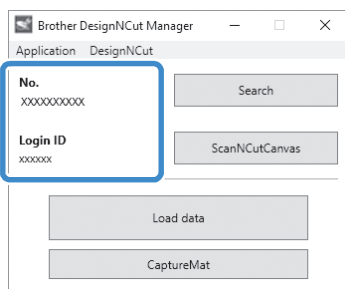 Brother DesignNCut Manager
Application DesignNCut
No.
XXXXXXXXXX
Search
Login ID
xxxxxx
ScanNCutCanvas
Load data
CaptureMat